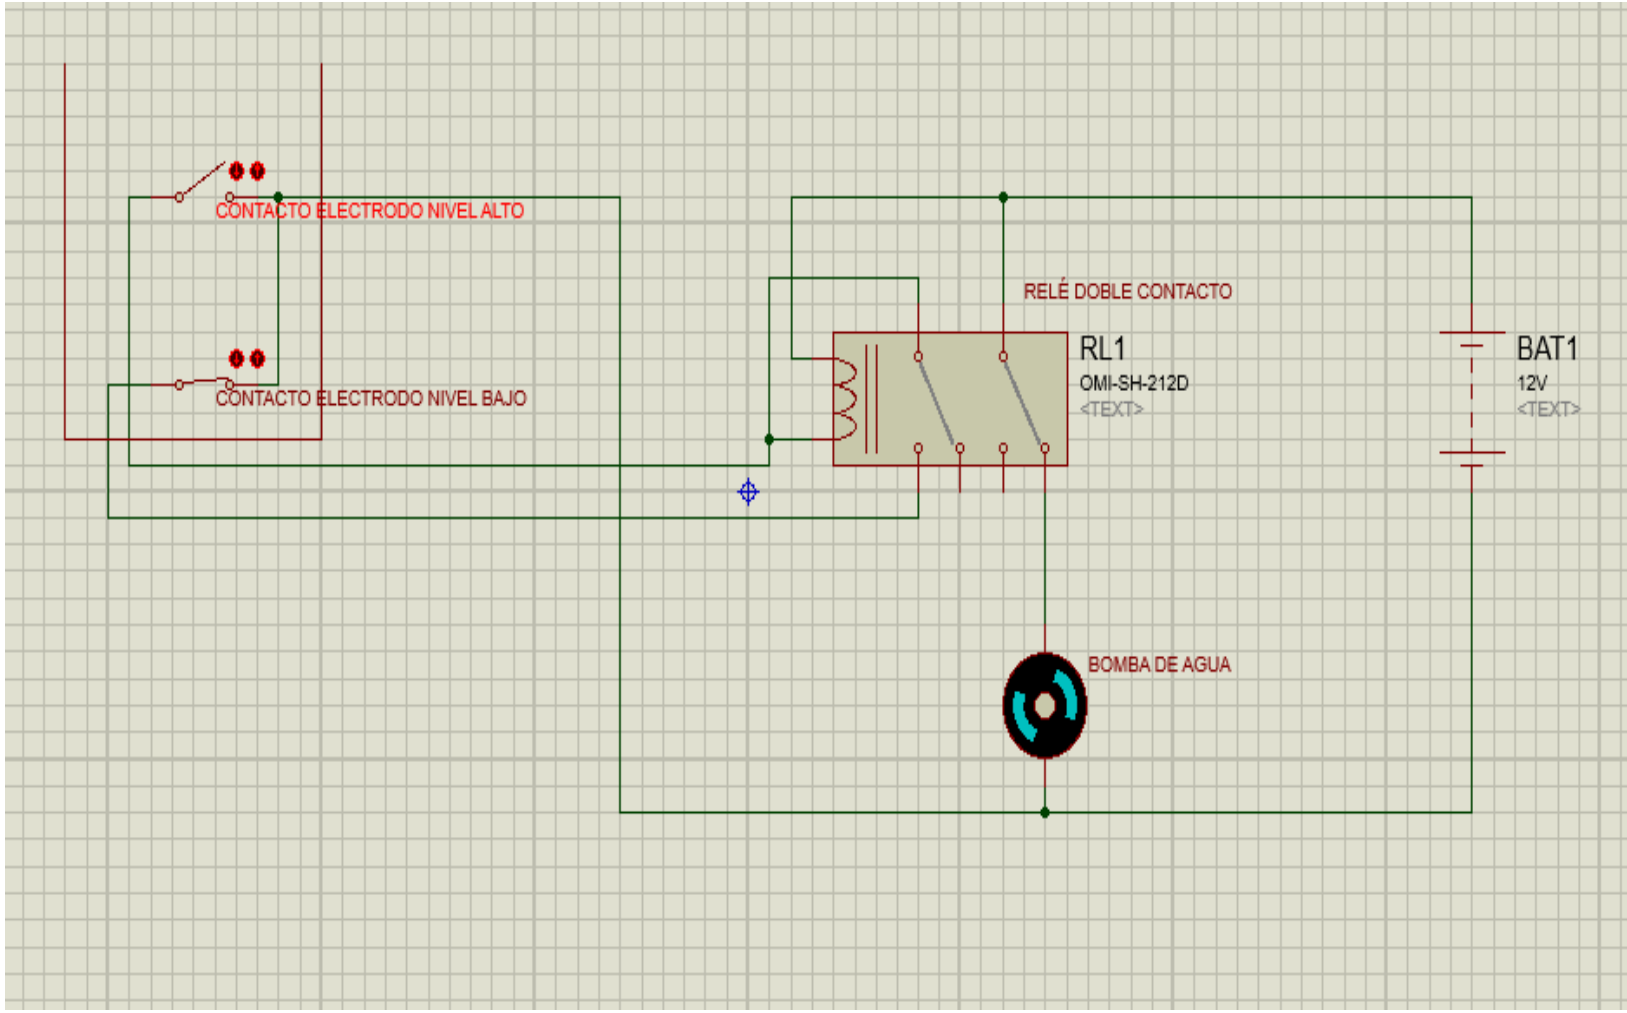 CONTACTO ELECTRODO NIVEL ALTO
RELÉ DOBLE CONTACTO
RL1
OMI-SH-212D
<TEXT>
BAT1
12V
<TEXT>
CONTACTO ELECTRODO NIVEL BAJO
BOMBA DE AGUA